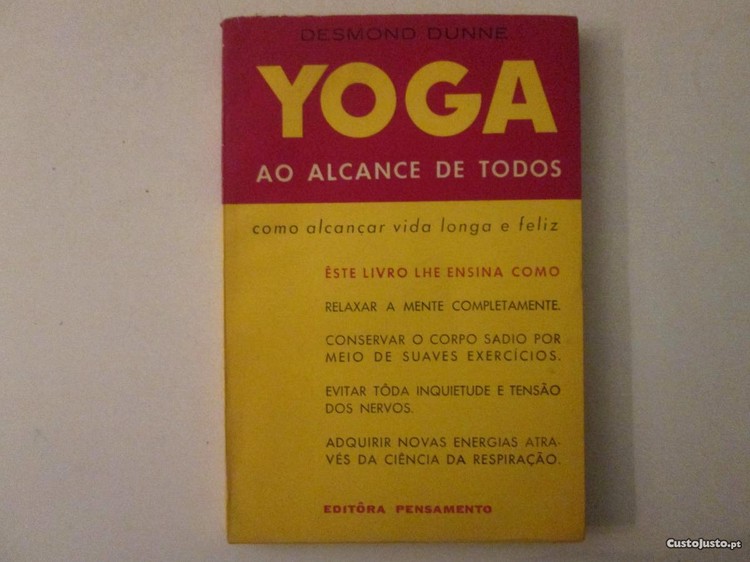 DESMOND DUNNE
YOGA
AO ALCANCE DE TODOS
como alcançar vida longa e feliz
ÊSTE LIVRO LHE ENSINA COMO
RELAXAR A MENTE COMPLETAMENTE.
CONSERVAR O CORPO SADIO POR
MEIO DE SUAVES EXERCÍCIOS.
EVITAR TÔDA INQUIETUDE E TENSÃO
DOS NERVOS.
ADQUIRIR NOVAS ENERGIAS ATRA-
VÉS DA CIÊNCIA DA RESPIRAÇÃO.
EDITÔRA PENSAMENTO
CustoJusto.pt